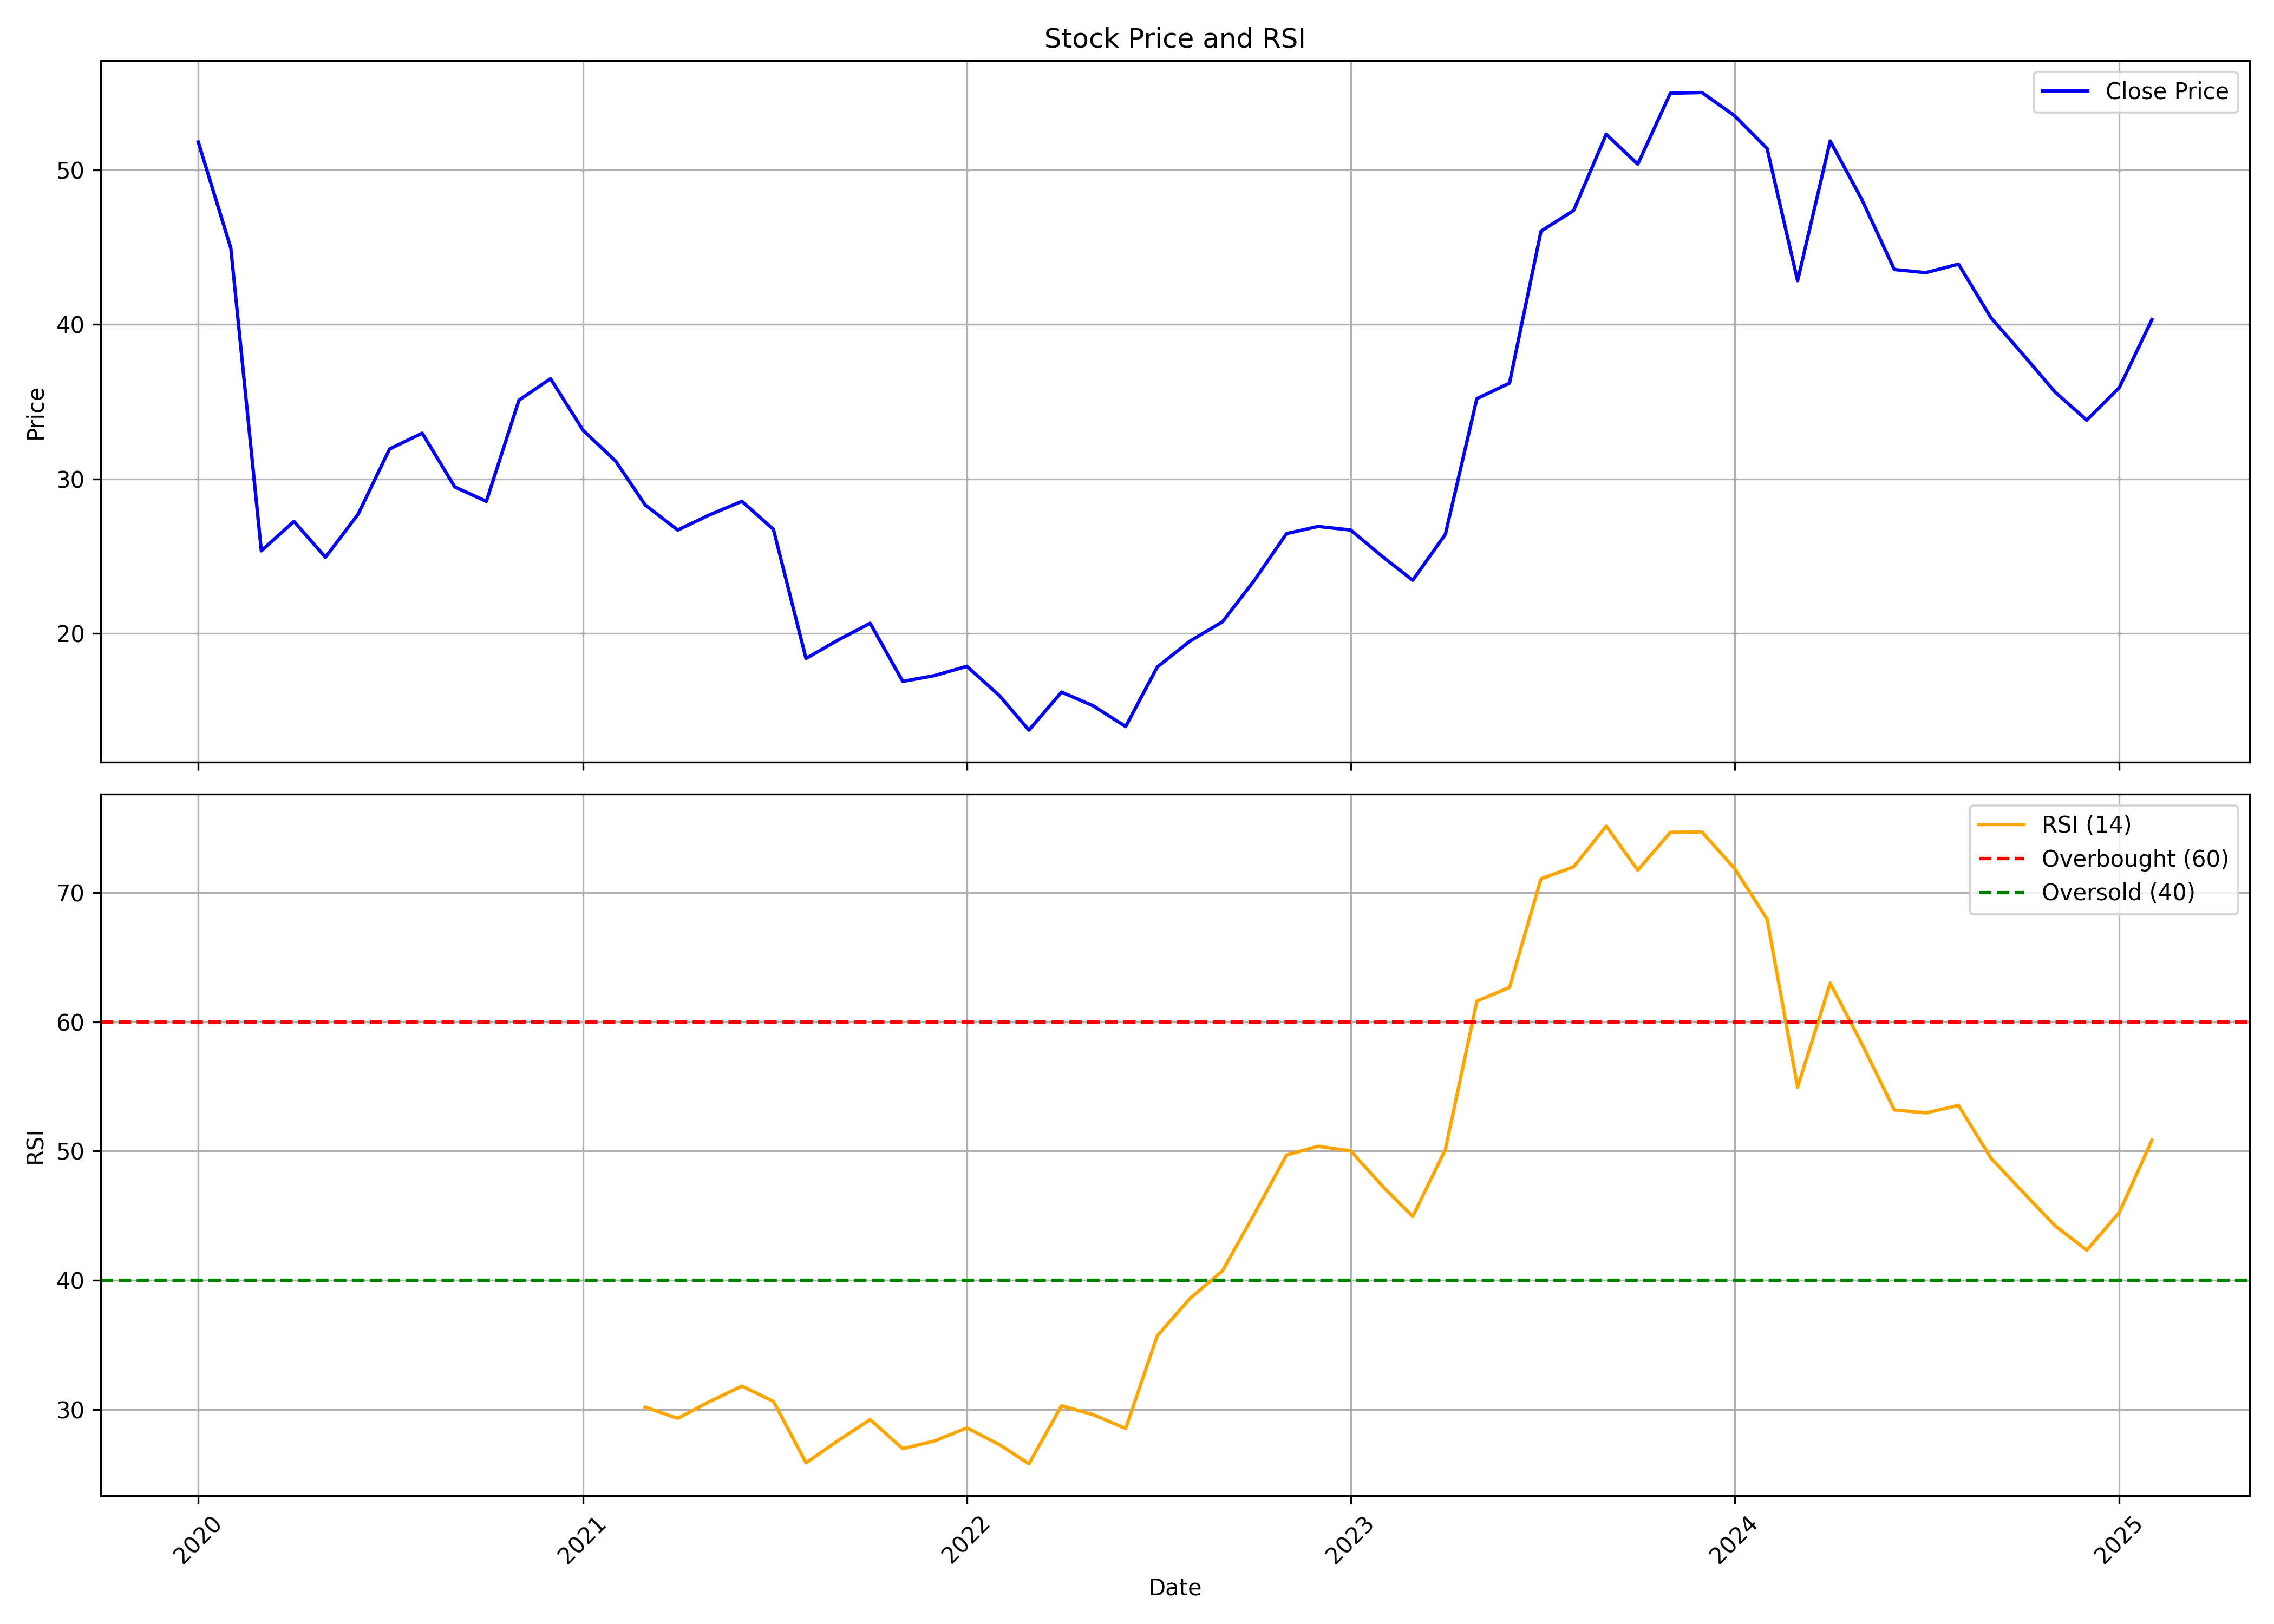 Stock Price and RSI
Close Price
50
40
30
20
Price
RSI (14)
Overbought (60)
Oversold (40)
70
60
50
40
30
RSI
2020
2021
2022
2023
2024
2025
Date